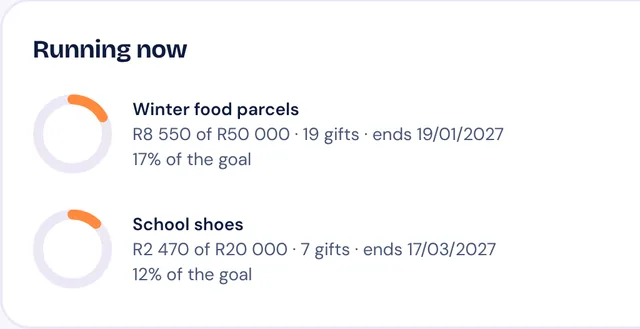 Running now
Winter food parcels
R8 550 of R50 000 · 19 gifts · ends 19/01/2027
17% of the goal
School shoes
R2 470 of R20 000 · 7 gifts · ends 17/03/2027
12% of the goal